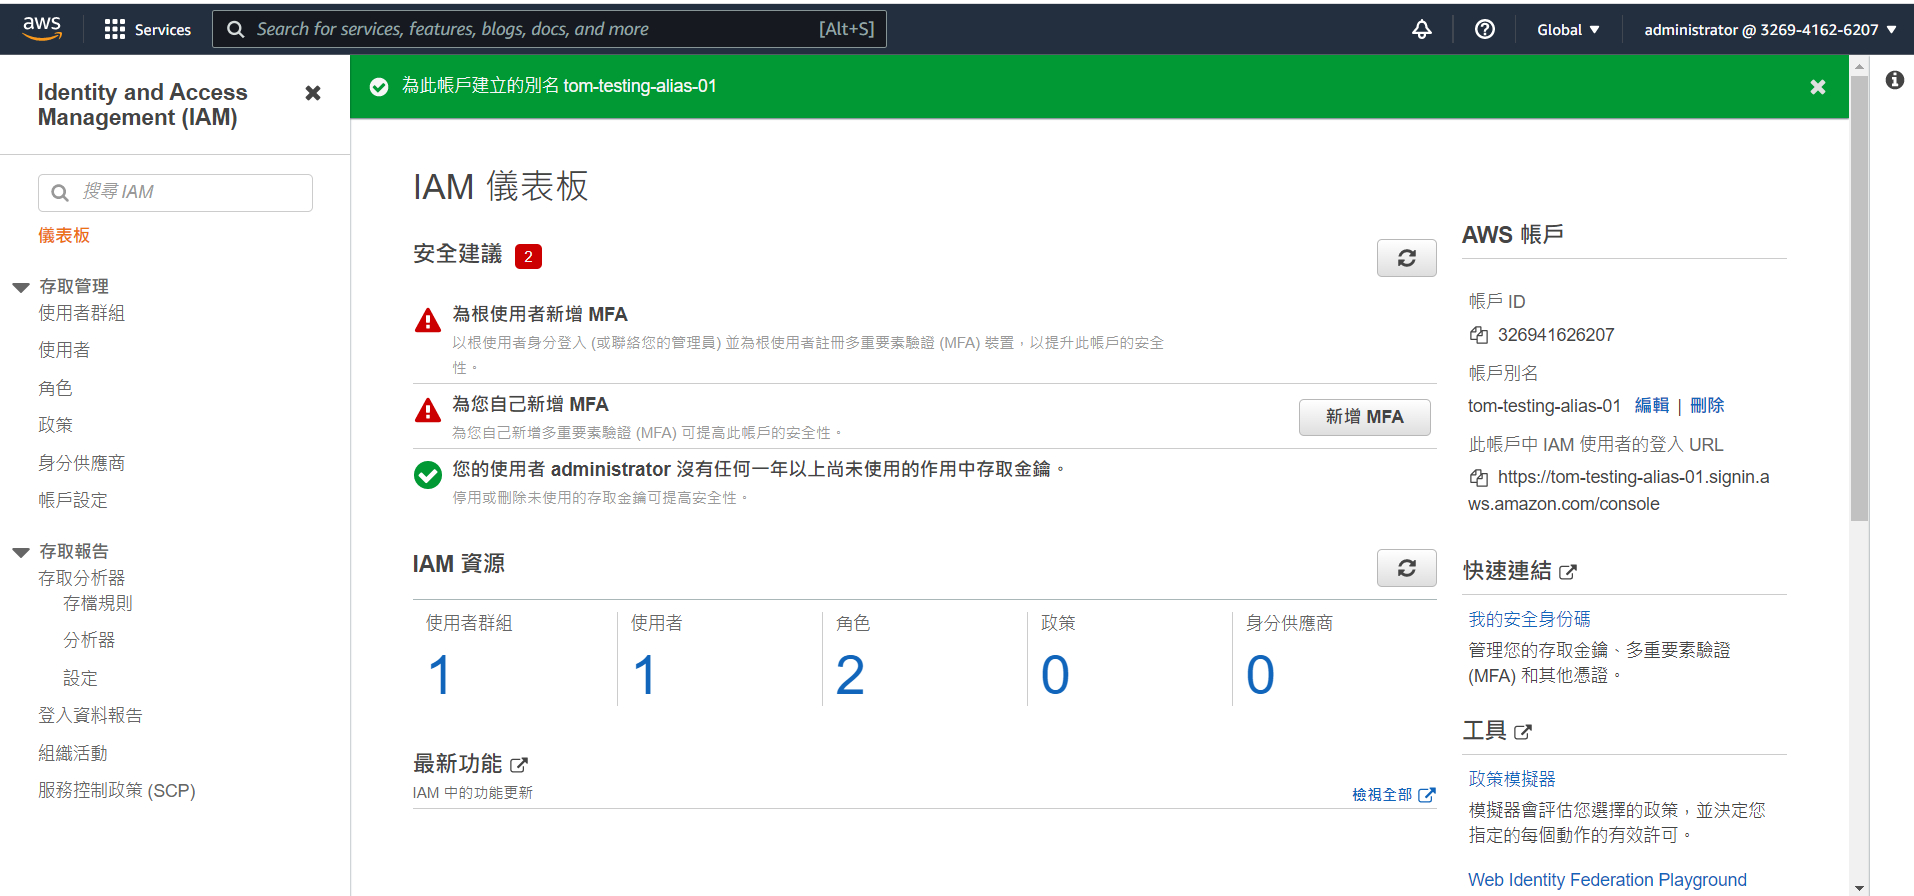 aws
Services
Search for services, features, blogs, docs, and more
[Alt+S]
Global
administrator @ 3269-4162-6207
Identity and Access
Management (IAM)
搜尋 IAM
儀表板
存取管理
使用者群組
使用者
角色
政策
身分供應商
帳戶設定
存取報告
存取分析器
存檔規則
分析器
設定
登入資料報告
組織活動
服務控制政策 (SCP)
為此帳戶建立的別名 tom-testing-alias-01
IAM 儀表板
安全建議 2
為根使用者新增 MFA
以根使用者身分登入 (或聯絡您的管理員) 並為根使用者註冊多重要素驗證 (MFA) 裝置，以提升此帳戶的安全
性。
為您自己新增 MFA
為您自己新增多重要素驗證 (MFA) 可提高此帳戶的安全性。
新增 MFA
您的使用者 administrator 沒有任何一年以上尚未使用的作用中存取金鑰。
停用或刪除未使用的存取金鑰可提高安全性。
IAM 資源
使用者群組
1
使用者
1
角色
2
政策
0
身分供應商
0
最新功能
IAM 中的功能更新
檢視全部
AWS 帳戶
帳戶 ID
326941626207
帳戶別名
tom-testing-alias-01 編輯 | 刪除
此帳戶中 IAM 使用者的登入 URL
https://tom-testing-alias-01.signin.a
ws.amazon.com/console
快速連結
我的安全身份碼
管理您的存取金鑰、多重要素驗證
(MFA) 和其他憑證。
工具
政策模擬器
模擬器會評估您選擇的政策，並決定您
指定的每個動作的有效許可。
Web Identity Federation Playground